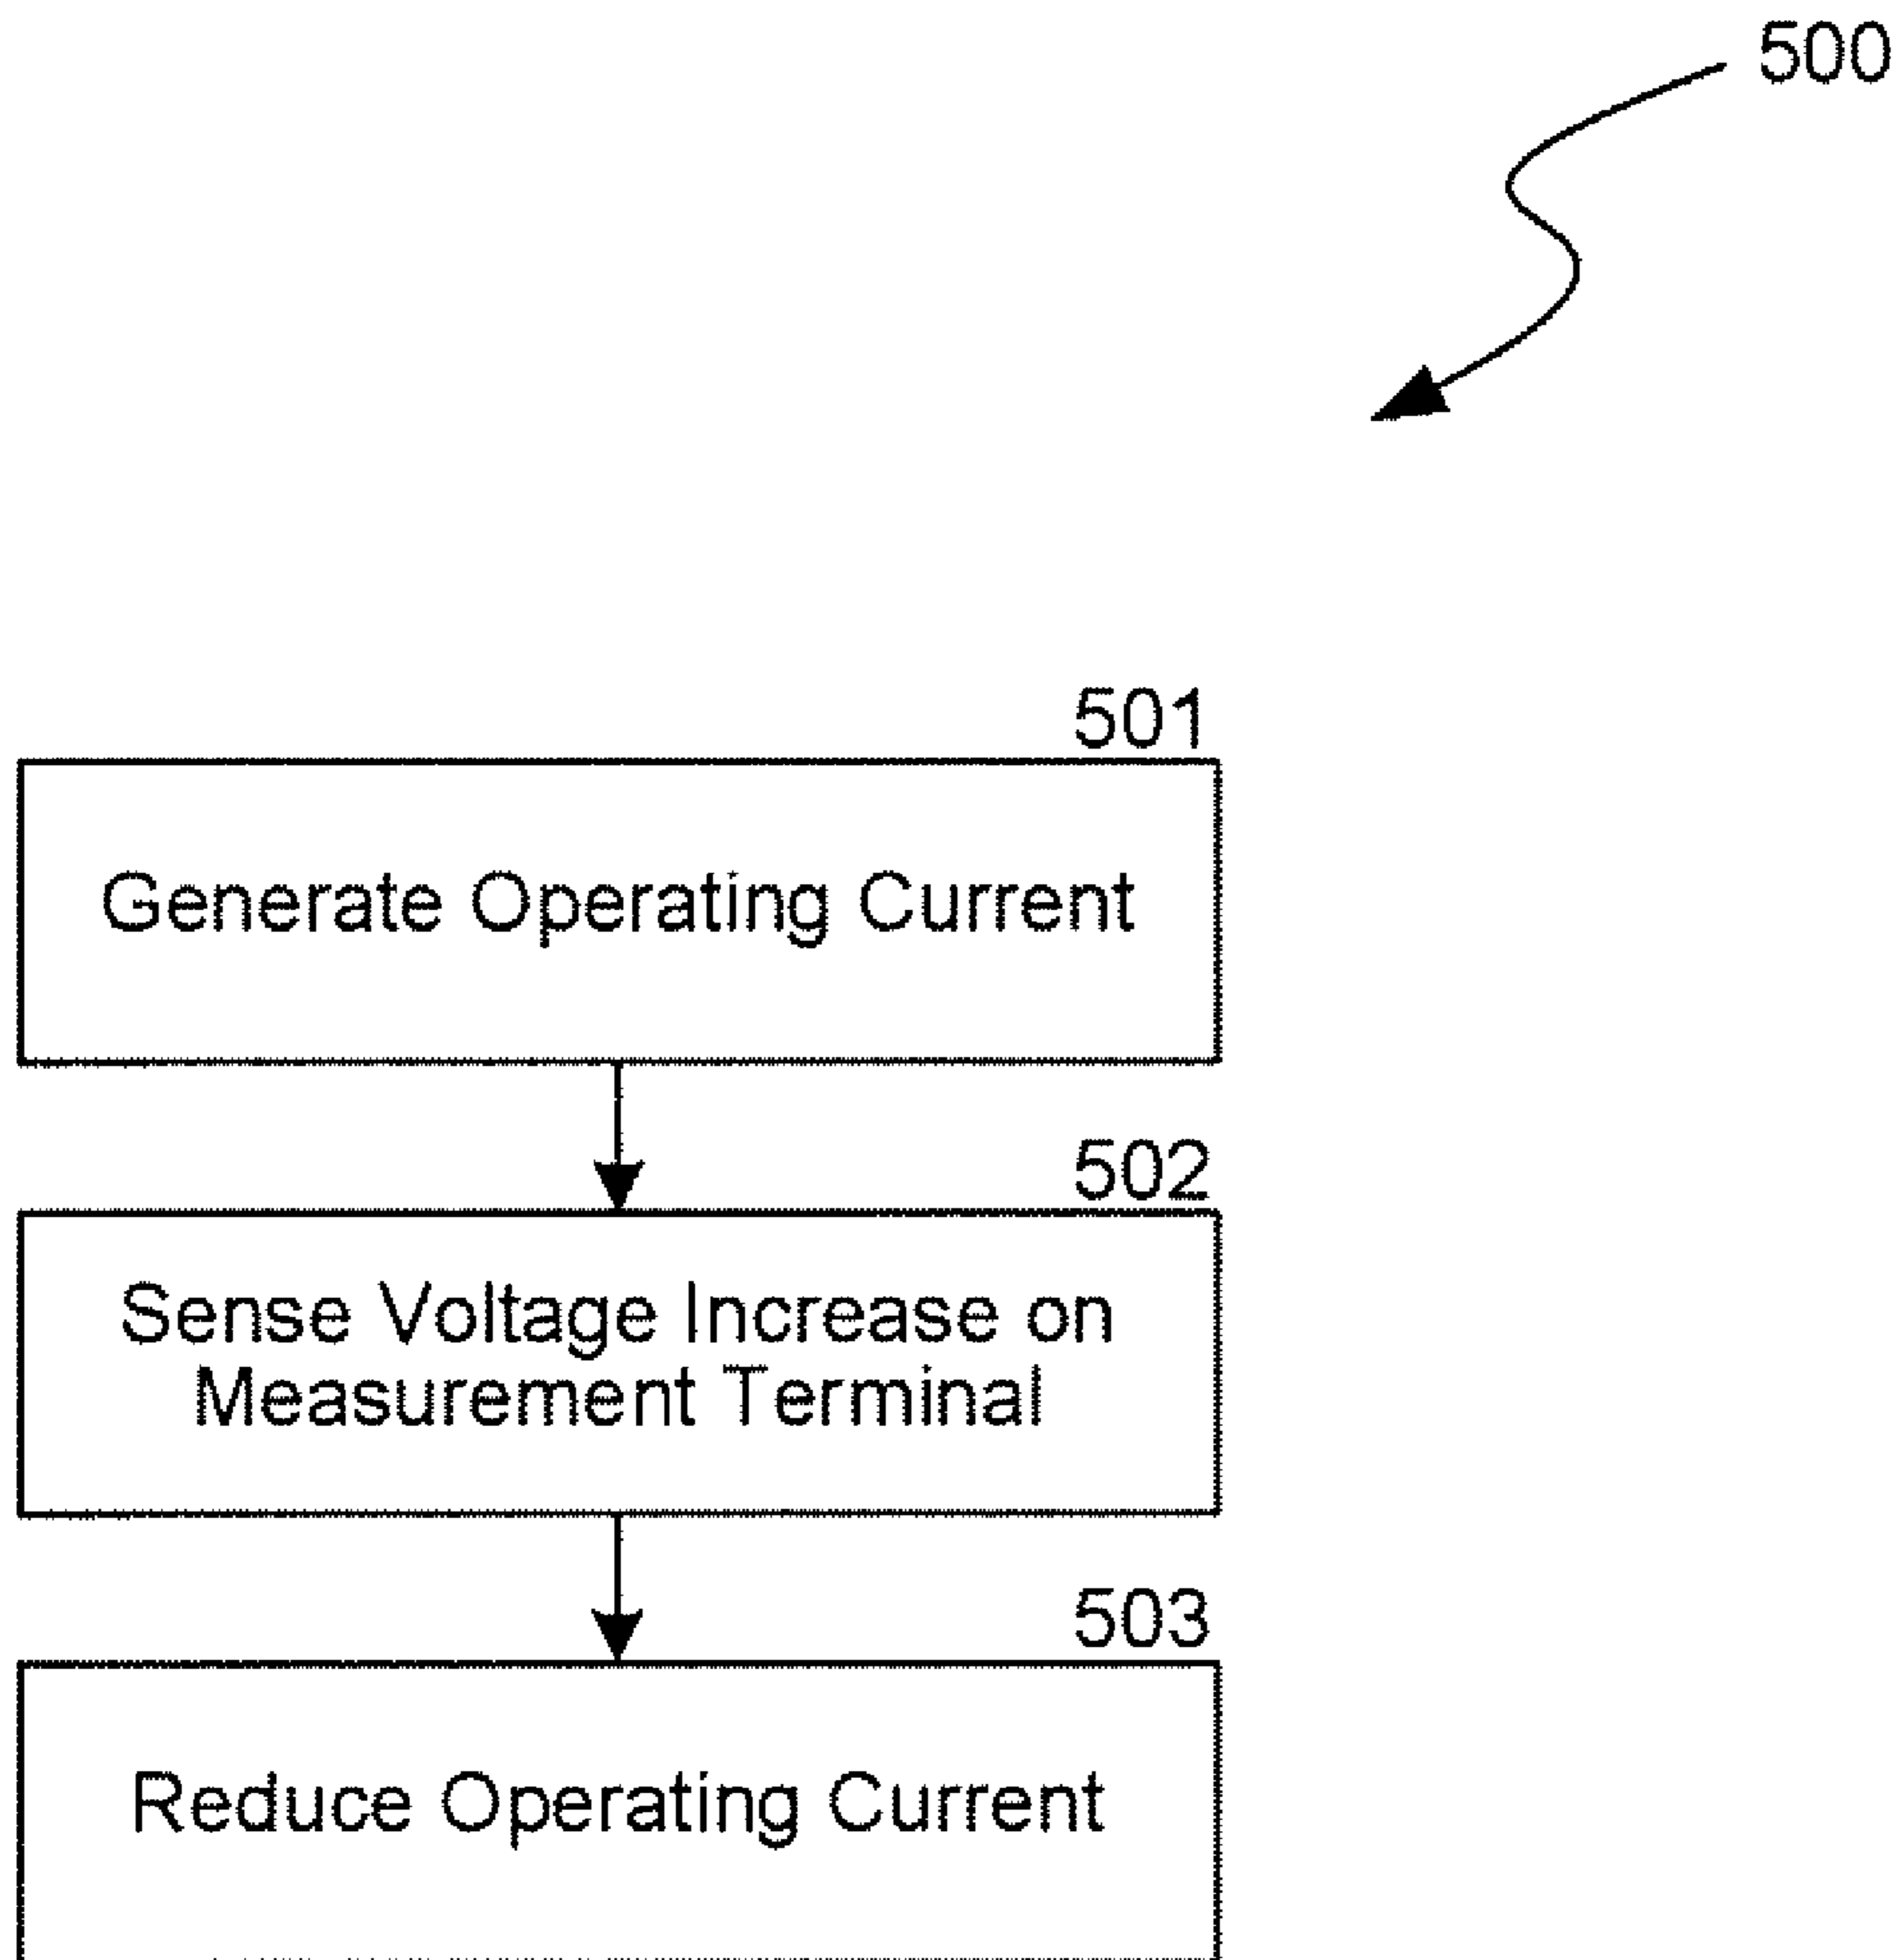 500
501
Generate Operating Current
502
Sense Voltage Increase on
Measurement Terminal
503
Reduce Operating Current